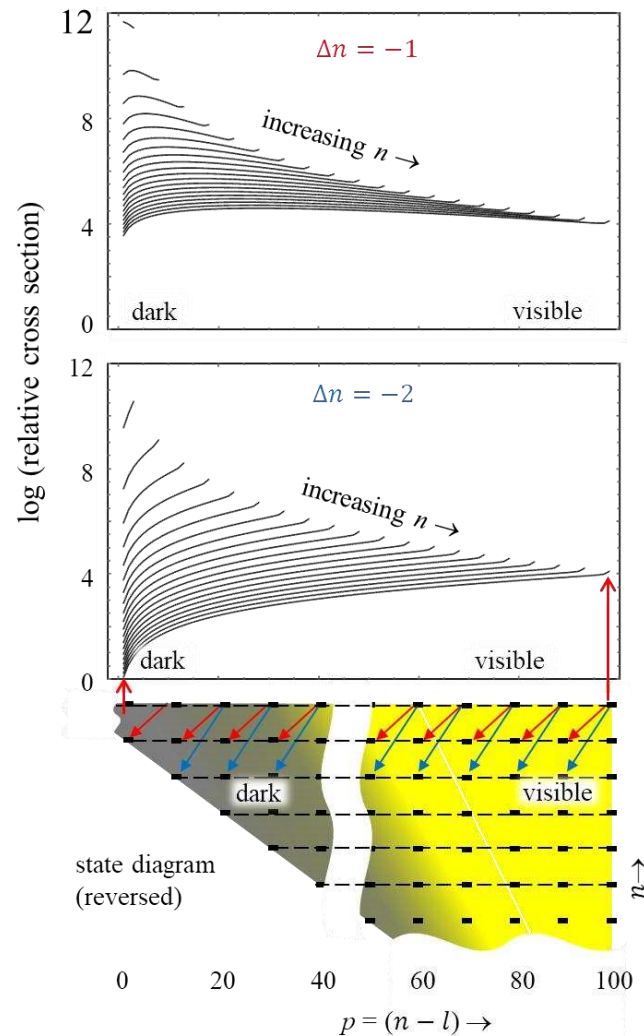 12
Δn = −1
8
increasing n →
4
0
dark
visible
log (relative cross section)
12
Δn = −2
8
increasing n →
4
0
dark
visible
dark
visible
state diagram
(reversed)
n→
0 20 40 60 80 100
p = (n − l) →